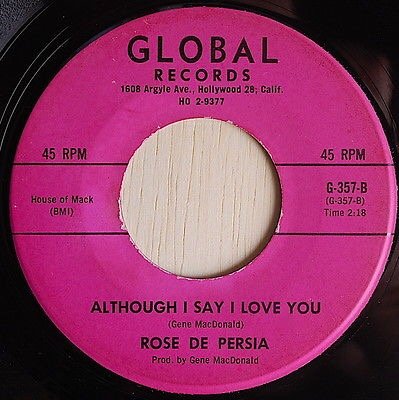 GLOBAL
RECORDS
1608 Argyle Ave., Hollywood 28, Calif.
HO 2-9377
45 RPM
45 RPM
House of Mack
(BMI)
G-357-B
(G-357-B)
Time 2:18
ALTHOUGH I SAY I LOVE YOU
(Gene MacDonald)
ROSE DE PERSIA
Prod. by Gene MacDonald